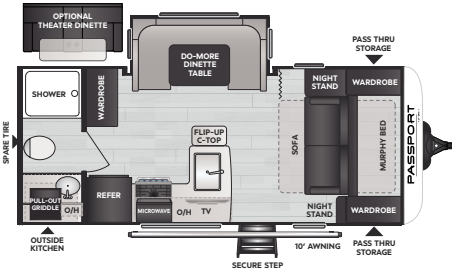 OPTIONAL
THEATER DINETTE
DO-MORE
DINETTE
TABLE
PASS THRU
STORAGE
SHOWER
WARDROBE
NIGHT
STAND
WARDROBE
SPARE TIRE
FLIP-UP
C-TOP
SOFA
MURPHY BED
PASSPORT
PULL-OUT
GRIDDLE
O/H
REFER
MICROWAVE
O/H
TV
NIGHT
STAND
WARDROBE
OUTSIDE
KITCHEN
10' AWNING
PASS THRU
STORAGE
SECURE STEP